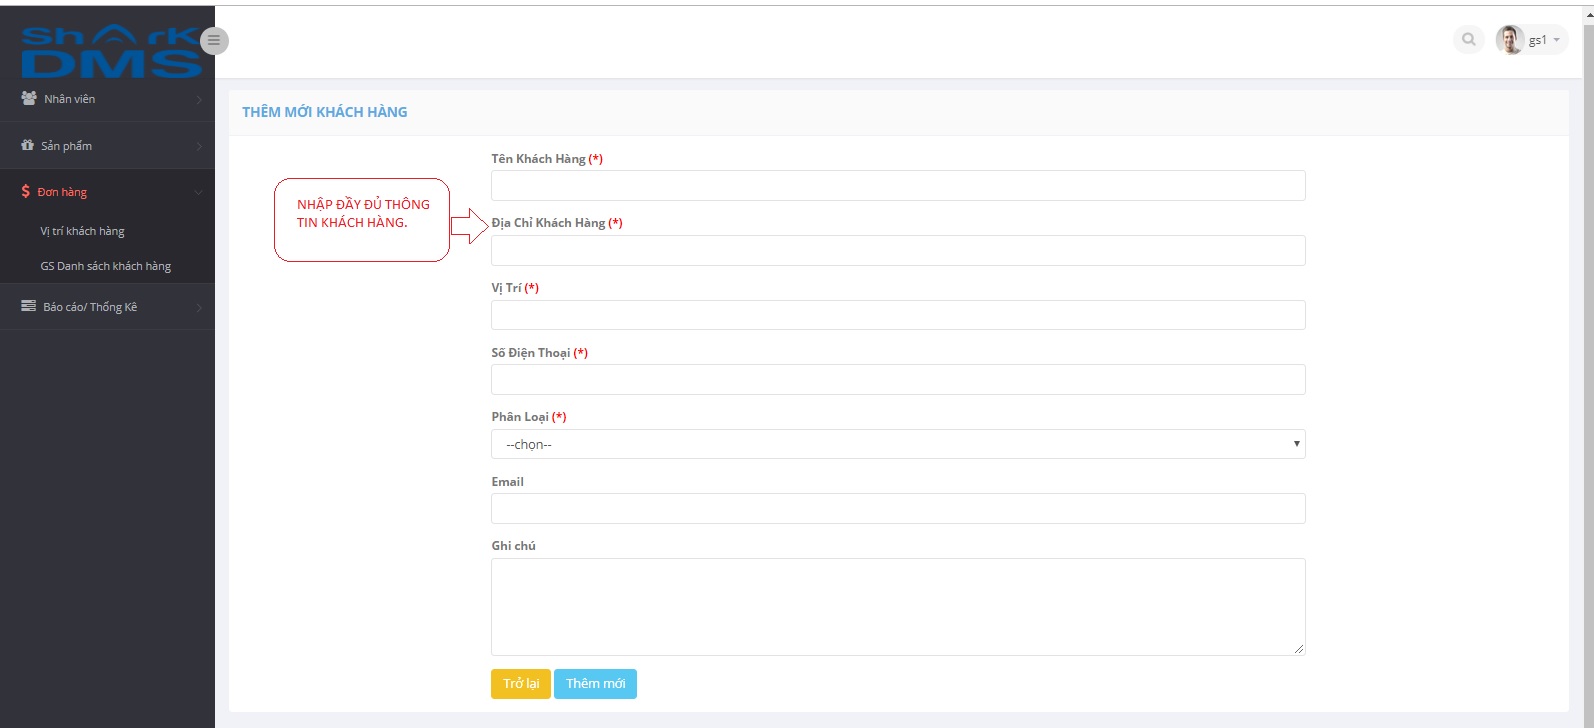 ShArK
DMS
gs1
Nhân viên
Sản phẩm
Đơn hàng
Vị trí khách hàng
GS Danh sách khách hàng
Báo cáo/ Thống Kê
THÊM MỚI KHÁCH HÀNG
NHẬP ĐẦY ĐỦ THÔNG
TIN KHÁCH HÀNG.
Tên Khách Hàng (*)
Địa Chỉ Khách Hàng (*)
Vị Trí (*)
Số Điện Thoại (*)
Phân Loại (*)
--chọn--
Email
Ghi chú
Trở lại
Thêm mới